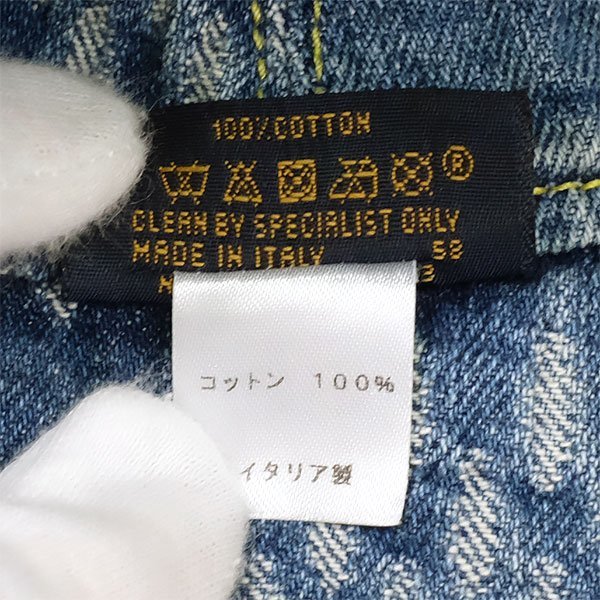 100% COTTON
®
CLEAN BY SPECIALIST ONLY
MADE IN ITALY 58
3
コットン 100%
イタリア製